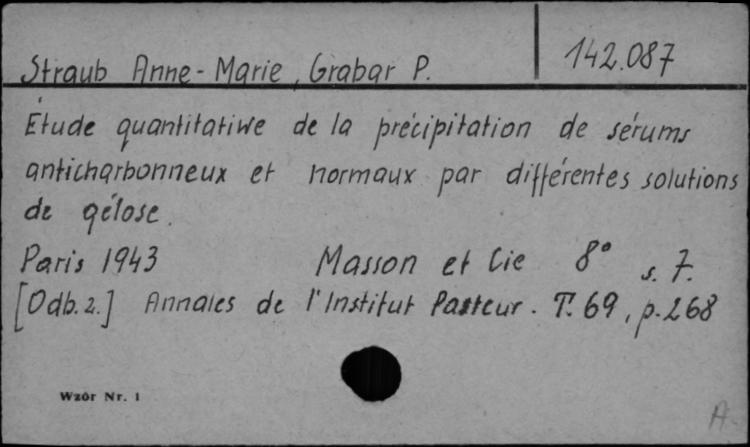 Straub Anne-Marie, Grabar P. 142.087
Étude quantitative de la précipitation de sérums
anticharbonneux et normaux par différentes solutions
de gélose.
Paris 1943 Masson et Cie 8° s. 7.
[Odb. z.] Annales de l'Institut Pasteur. T. 69, p. 268
Wzór Nr. 1
A.